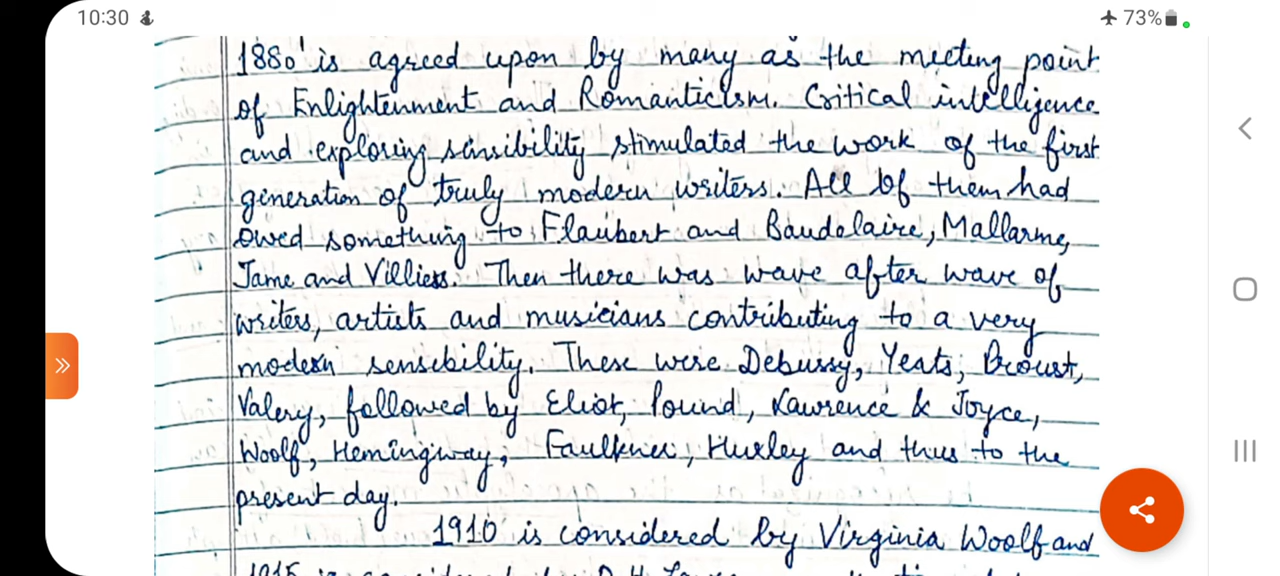 10:30
73%
1880 is agreed upon by many as the meeting point
of Enlightenment and Romanticism. Critical intelligence
and exploring sensibility stimulated the work of the first
generation of truly modern writers. All of them had
owed something to Flaubert and Baudelaire, Mallarme,
Jame and Villiers. Then there was wave after wave of
writers, artists and musicians contributing to a very
modern sensibility. These were Debussy, Yeats, Proust,
Valery, followed by Eliot, Pound, Lawrence & Joyce,
Woolf, Hemingway, Faulkner, Huxley and thus to the
present day.
1910 is considered by Virginia Woolf and
1915 is considered by D.H.